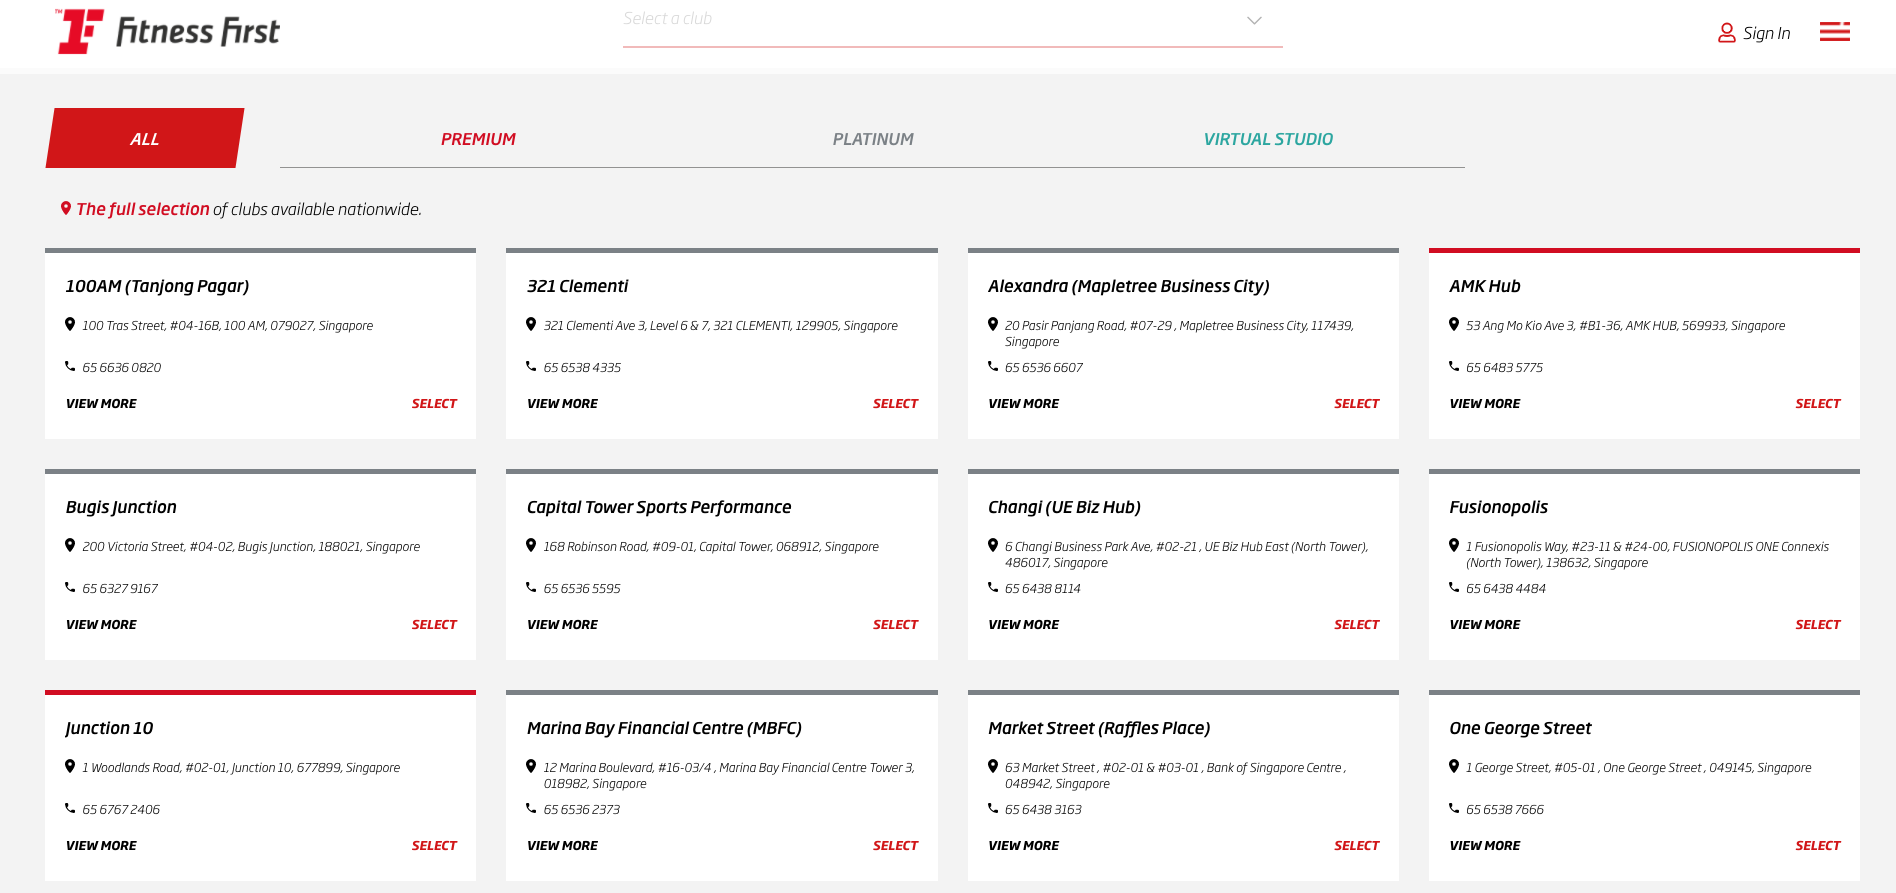 ™ Fitness First
Select a club
Sign In
ALL
PREMIUM
PLATINUM
VIRTUAL STUDIO
The full selection of clubs available nationwide.
100AM (Tanjong Pagar)
100 Tras Street, #04-16B, 100 AM, 079027, Singapore
65 6636 0820
VIEW MORE
SELECT
321 Clementi
321 Clementi Ave 3, Level 6 & 7, 321 CLEMENTI, 129905, Singapore
65 6538 4335
VIEW MORE
SELECT
Alexandra (Mapletree Business City)
20 Pasir Panjang Road, #07-29 , Mapletree Business City, 117439,
Singapore
65 6536 6607
VIEW MORE
SELECT
AMK Hub
53 Ang Mo Kio Ave 3, #B1-36, AMK HUB, 569933, Singapore
65 6483 5775
VIEW MORE
SELECT
Bugis Junction
200 Victoria Street, #04-02, Bugis Junction, 188021, Singapore
65 6327 9167
VIEW MORE
SELECT
Capital Tower Sports Performance
168 Robinson Road, #09-01, Capital Tower, 068912, Singapore
65 6536 5595
VIEW MORE
SELECT
Changi (UE Biz Hub)
6 Changi Business Park Ave, #02-21 , UE Biz Hub East (North Tower),
486017, Singapore
65 6438 8114
VIEW MORE
SELECT
Fusionopolis
1 Fusionopolis Way, #23-11 & #24-00, FUSIONOPOLIS ONE Connexis
(North Tower), 138632, Singapore
65 6438 4484
VIEW MORE
SELECT
Junction 10
1 Woodlands Road, #02-01, Junction 10, 677899, Singapore
65 6767 2406
VIEW MORE
SELECT
Marina Bay Financial Centre (MBFC)
12 Marina Boulevard, #16-03/4 , Marina Bay Financial Centre Tower 3,
018982, Singapore
65 6536 2373
VIEW MORE
SELECT
Market Street (Raffles Place)
63 Market Street , #02-01 & #03-01 , Bank of Singapore Centre ,
048942, Singapore
65 6438 3163
VIEW MORE
SELECT
One George Street
1 George Street, #05-01 , One George Street , 049145, Singapore
65 6538 7666
VIEW MORE
SELECT